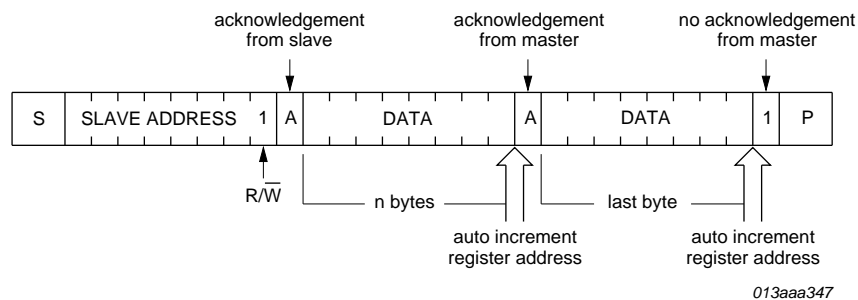 acknowledgement
from slave
acknowledgement
from master
no acknowledgement
from master
S SLAVE ADDRESS 1 A DATA A DATA 1 P
R/W̅
n bytes
last byte
auto increment
register address
auto increment
register address
013aaa347